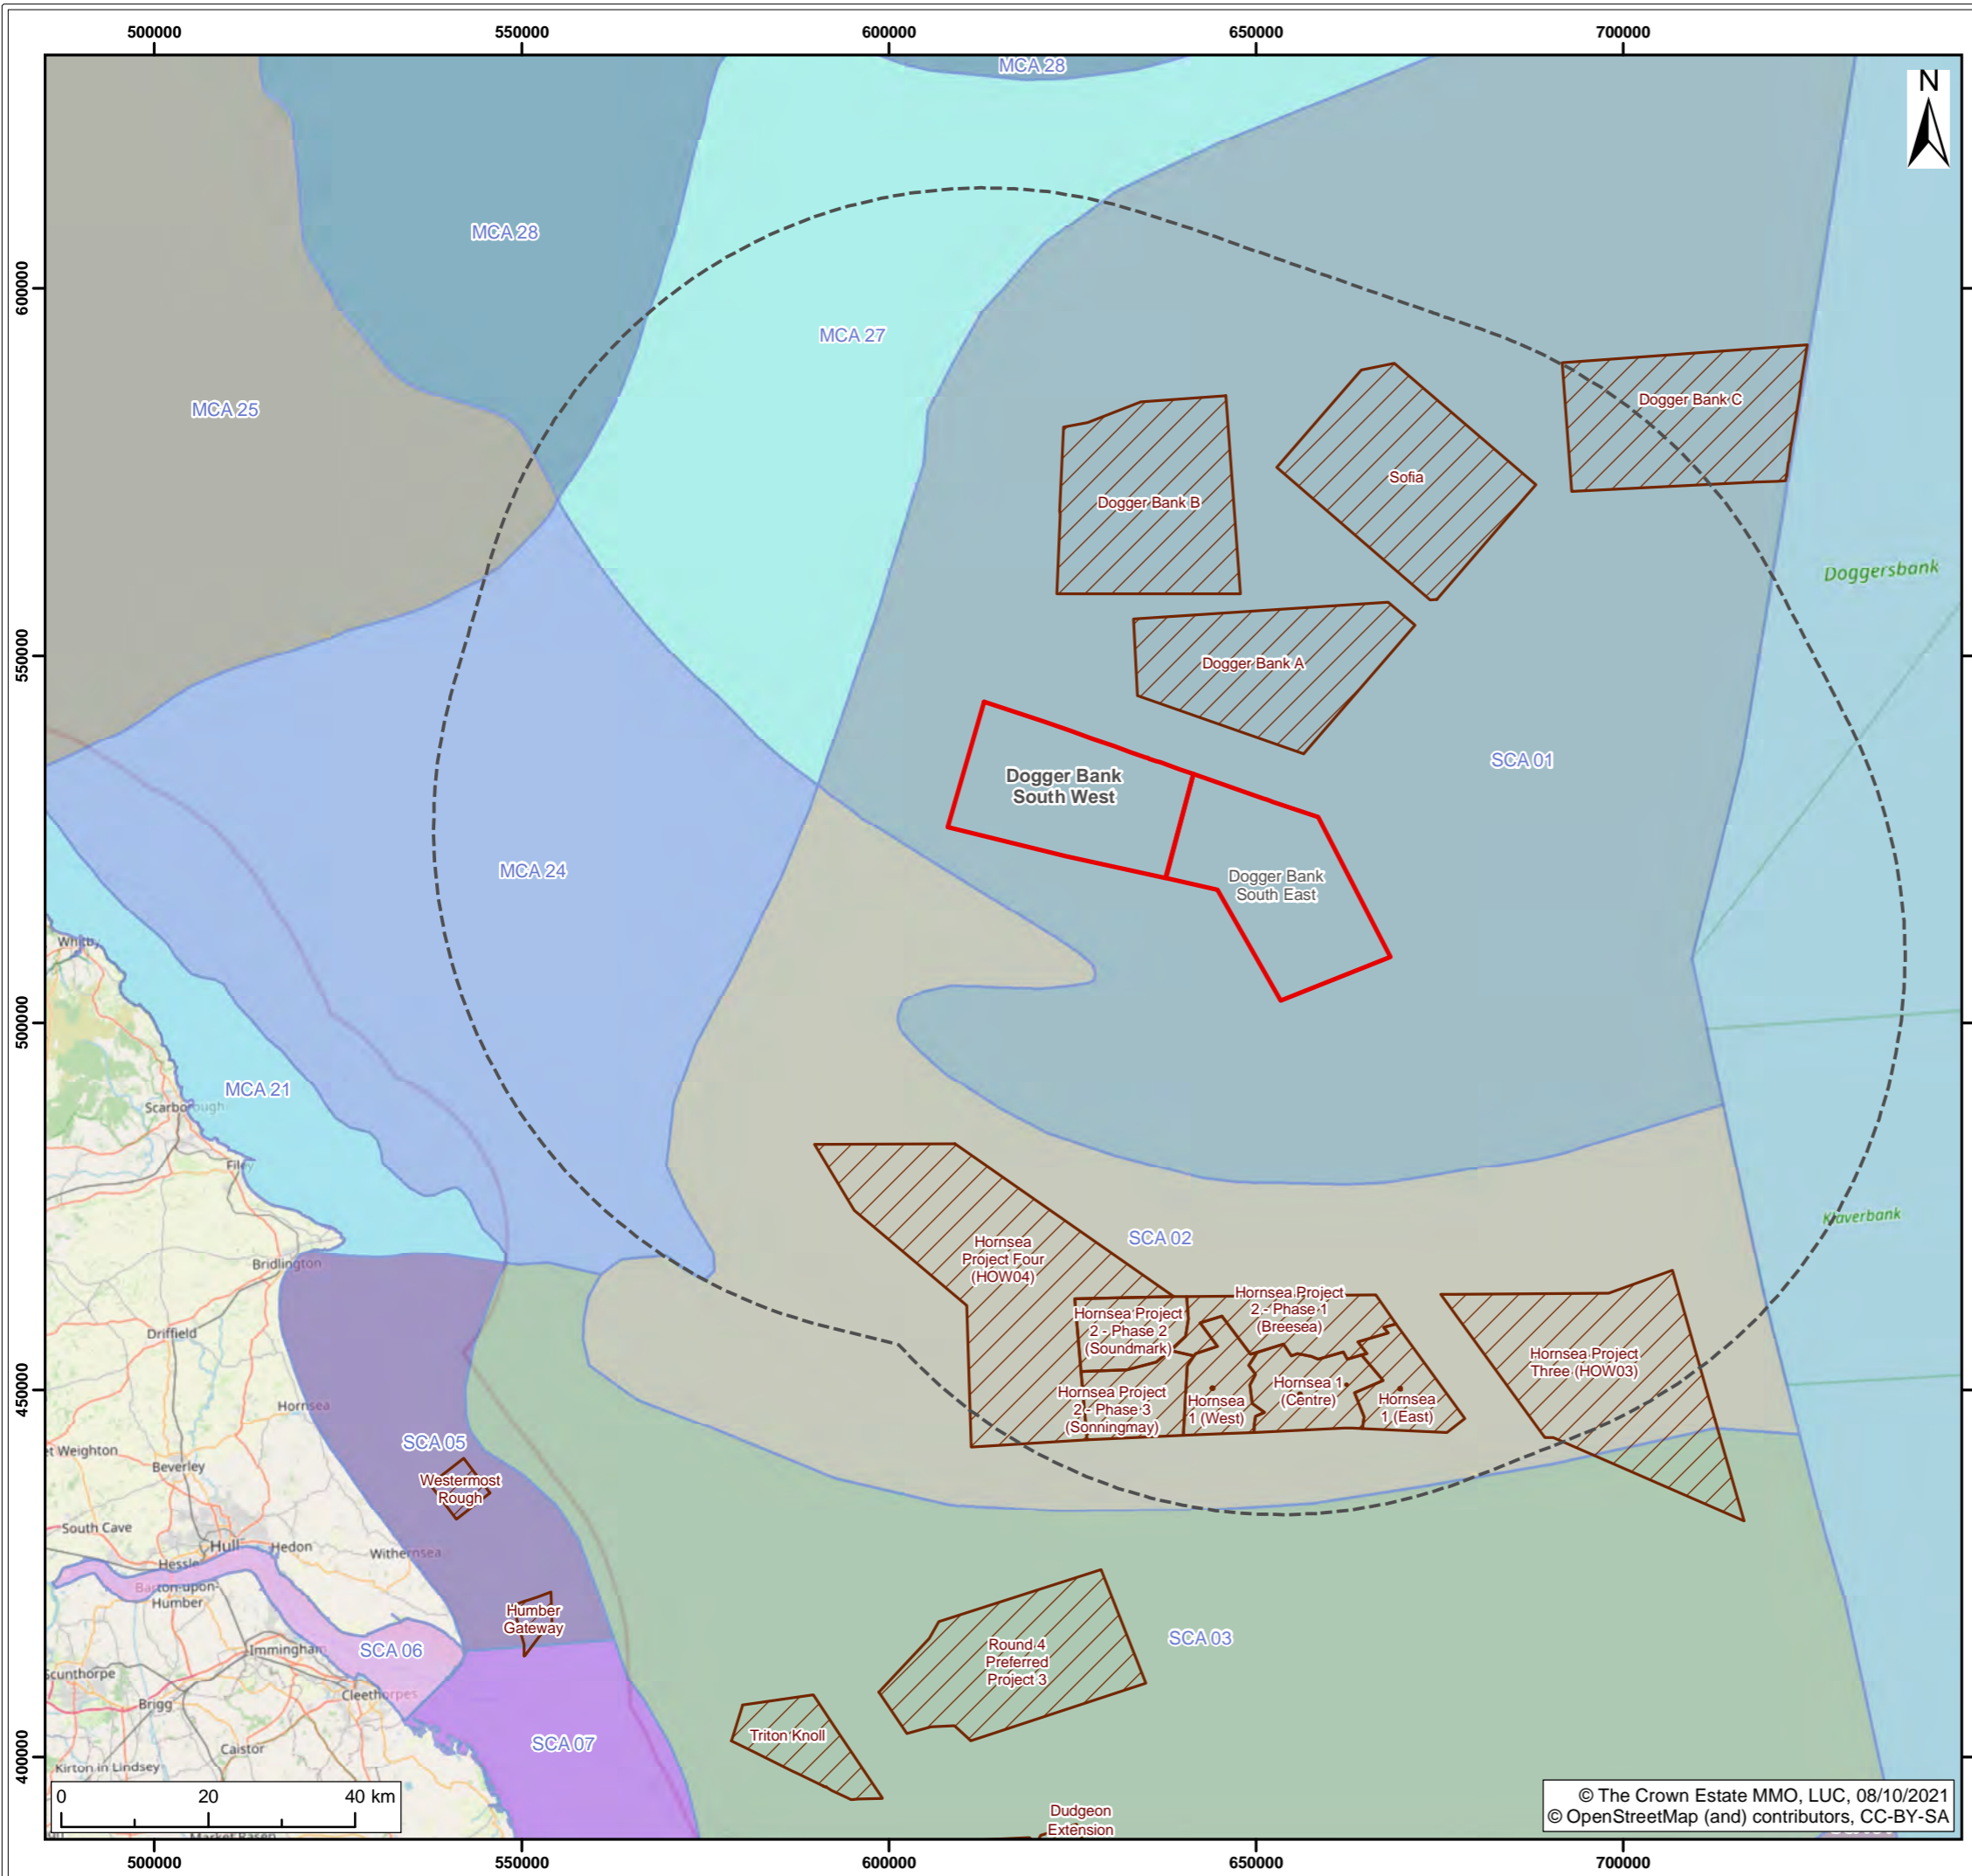 500000
550000
600000
650000
700000
MCA 28
N
MCA 28
600000
MCA 27
MCA 25
Dogger Bank C
Sofia
Dogger Bank B
Doggersbank
550000
Dogger Bank A
SCA 01
Dogger Bank
South West
MCA 24
Dogger Bank
South East
Whitby
500000
MCA 21
Scarborough
Filey
Klaverbank
SCA 02
Hornsea
Project Four
(HOW04)
Bridlington
Hornsea Project
2 - Phase 1
(Breesea)
Hornsea Project
2 - Phase 2
(Soundmark)
Driffield
Hornsea Project
Three (HOW03)
450000
Hornsea 1
(Centre)
Hornsea Project
2 - Phase 3
(Sonningmay)
Hornsea
1 (West)
Hornsea
1 (East)
Hornsea
SCA 05
et Weighton
Beverley
Westermost
Rough
South Cave
Hull
Hedon
Withernsea
Hessle
Barton-upon-
Humber
Humber
Gateway
SCA 03
SCA 06
Immingham
Round 4
Preferred
Project 3
Scunthorpe
Cleethorpes
Brigg
Triton Knoll
SCA 07
Caistor
400000
Kirton in Lindsey
0
20
40 km
Dudgeon
Extension
© The Crown Estate MMO, LUC, 08/10/2021
© OpenStreetMap (and) contributors, CC-BY-SA
Market Rasen
500000
550000
600000
650000
700000